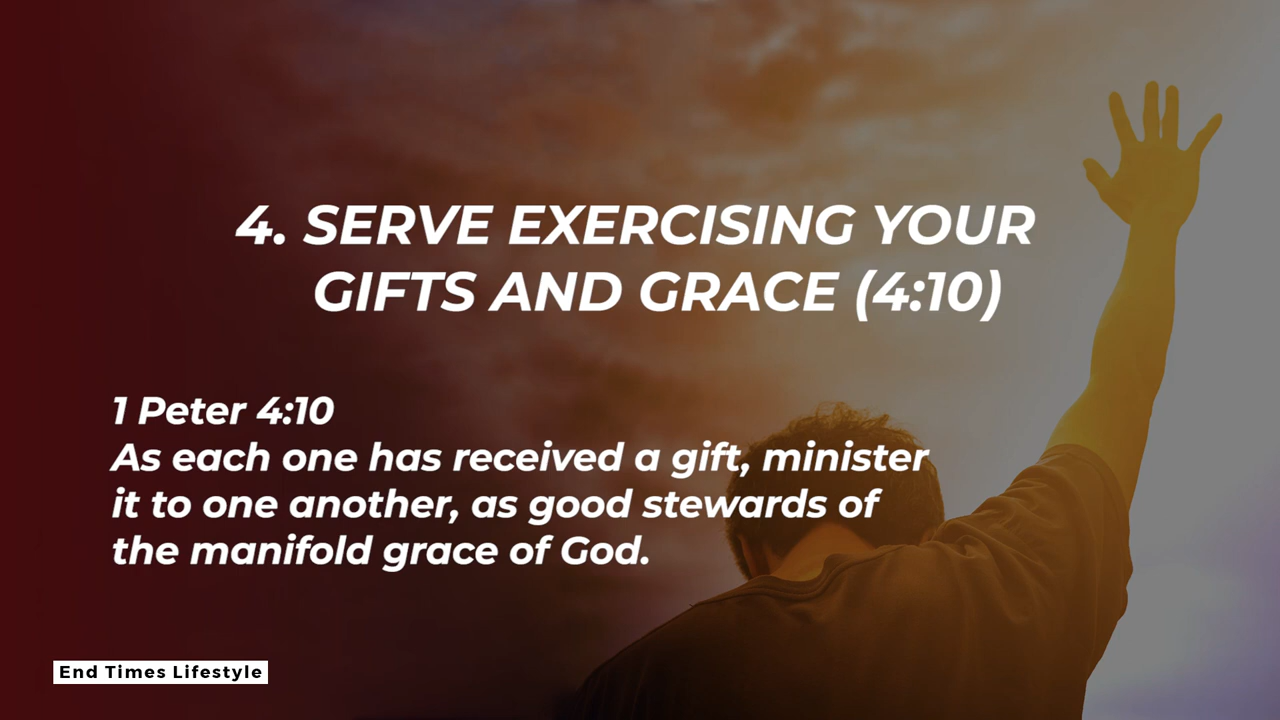 4. SERVE EXERCISING YOUR
GIFTS AND GRACE (4:10)
1 Peter 4:10
As each one has received a gift, minister
it to one another, as good stewards of
the manifold grace of God.
End Times Lifestyle